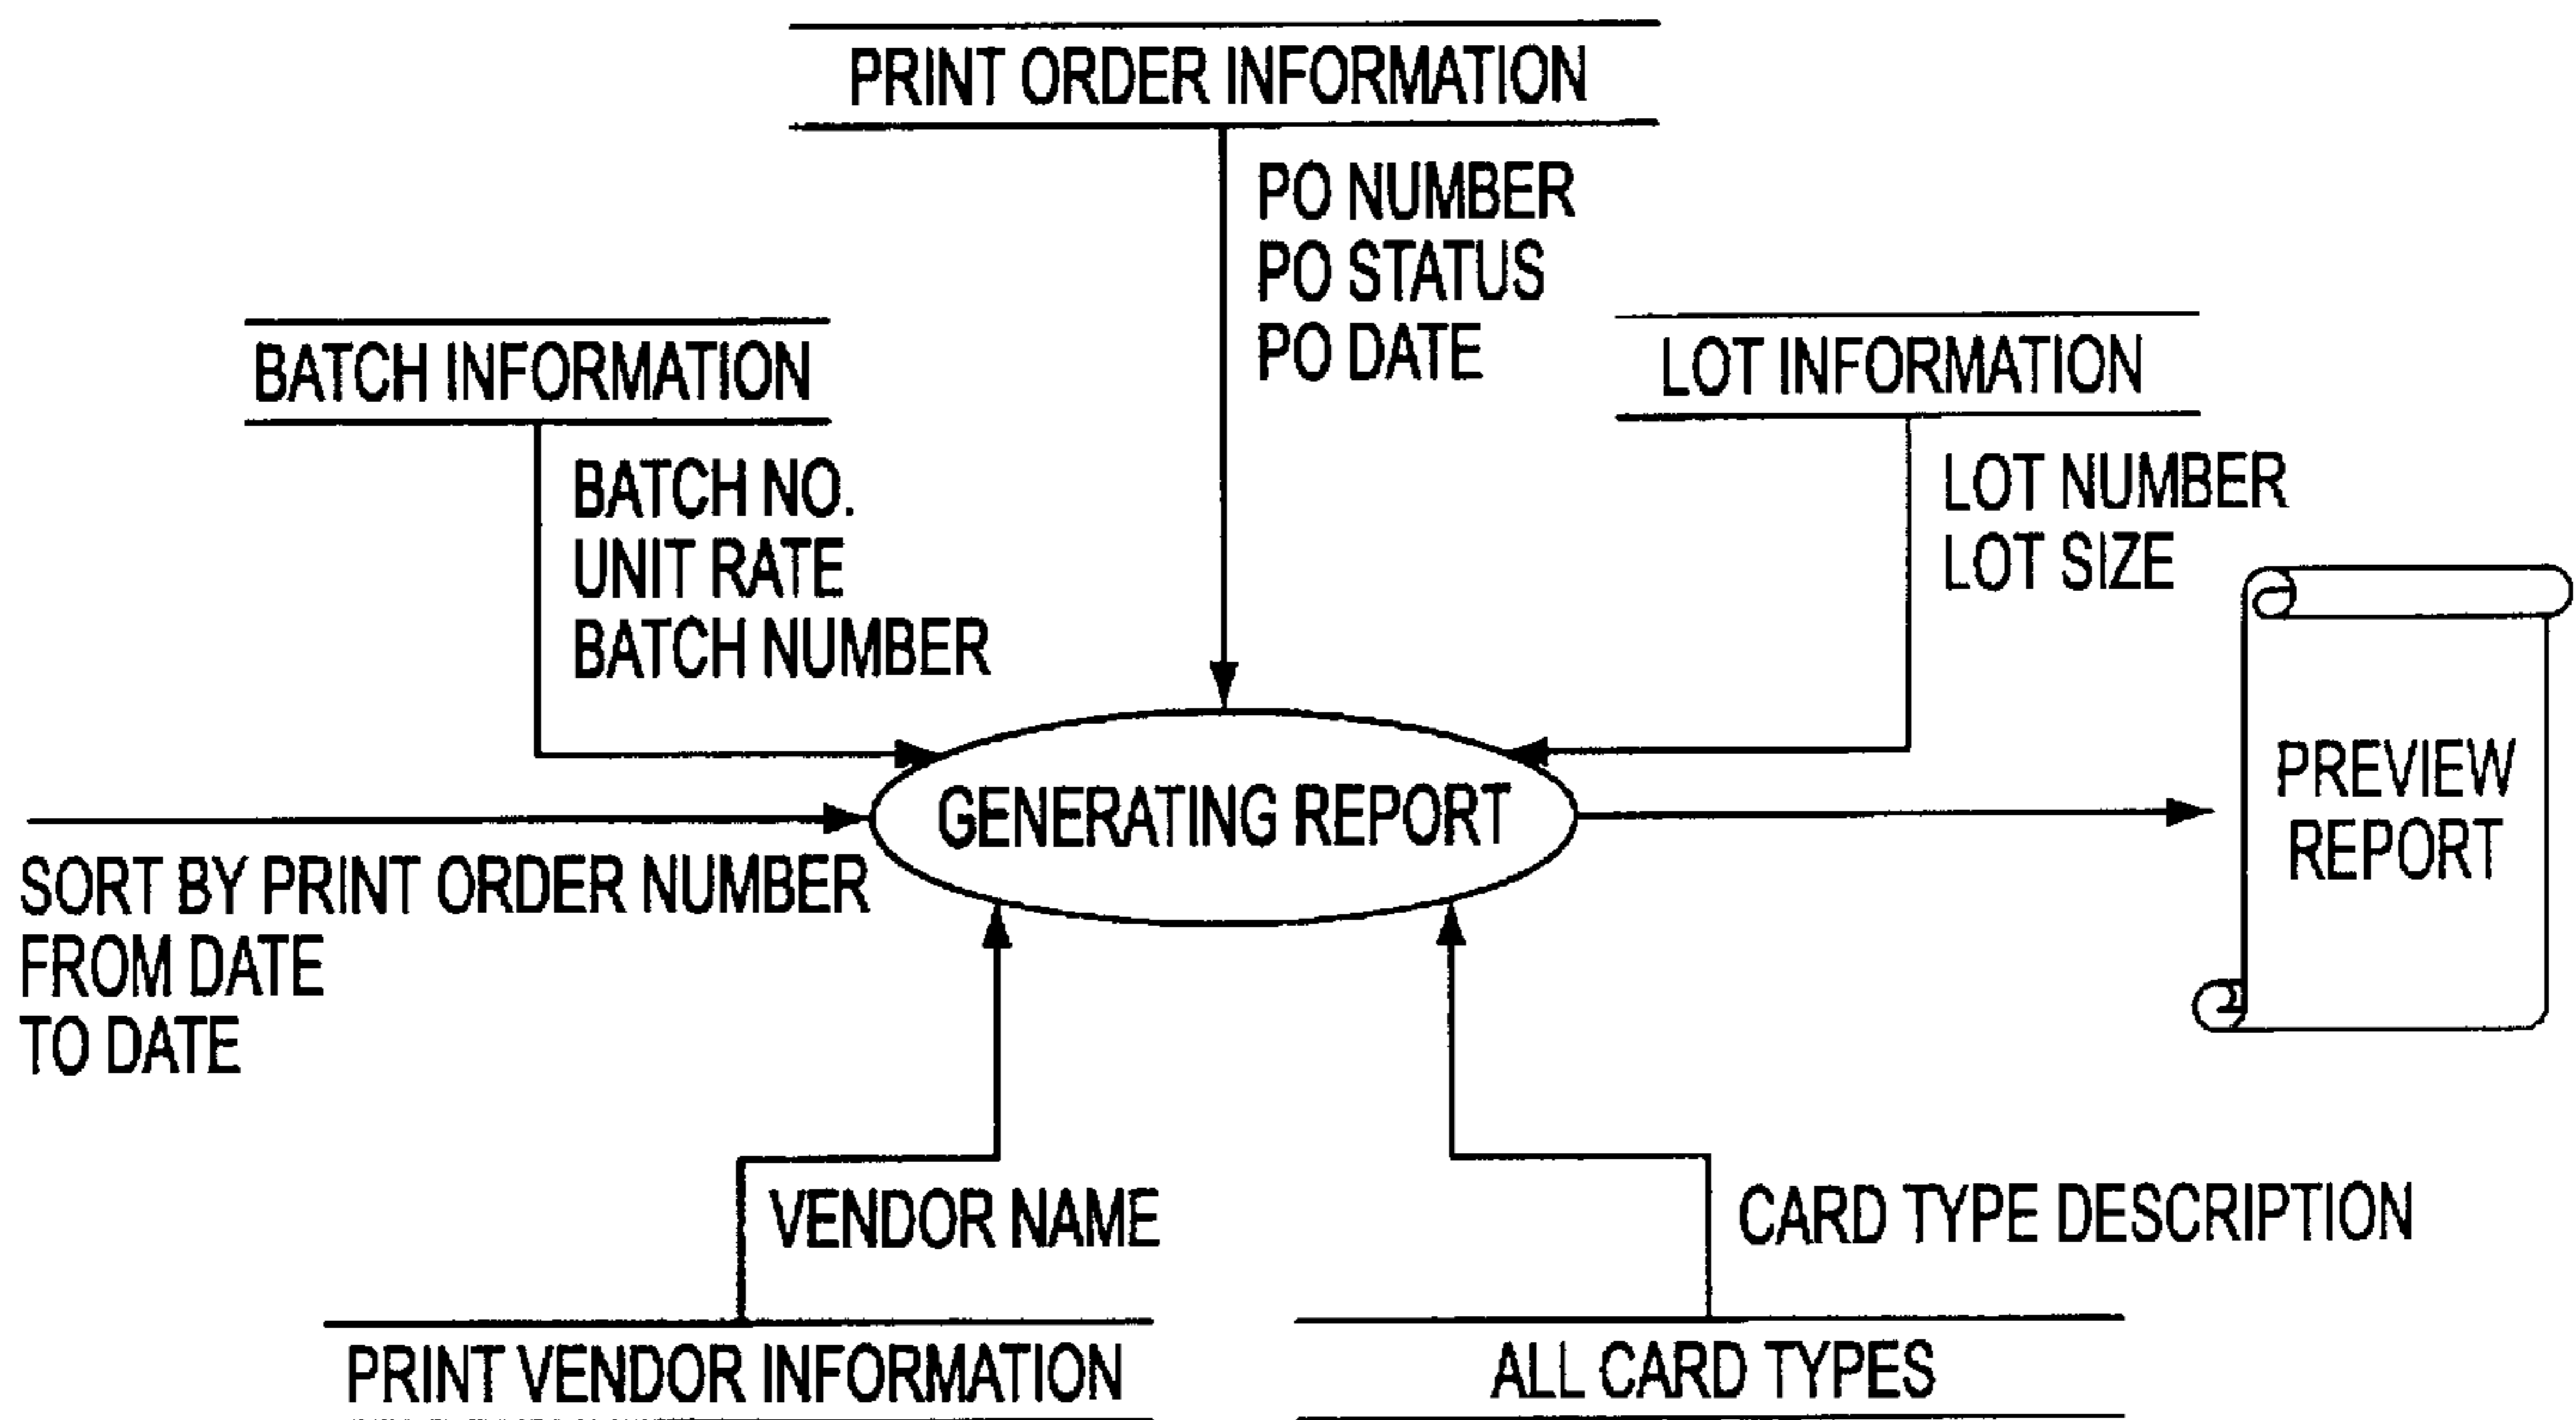 PRINT ORDER INFORMATION
PO NUMBER
PO STATUS
PO DATE
BATCH INFORMATION
BATCH NO.
UNIT RATE
BATCH NUMBER
LOT INFORMATION
LOT NUMBER
LOT SIZE
GENERATING REPORT
PREVIEW
REPORT
SORT BY PRINT ORDER NUMBER
FROM DATE
TO DATE
VENDOR NAME
PRINT VENDOR INFORMATION
CARD TYPE DESCRIPTION
ALL CARD TYPES